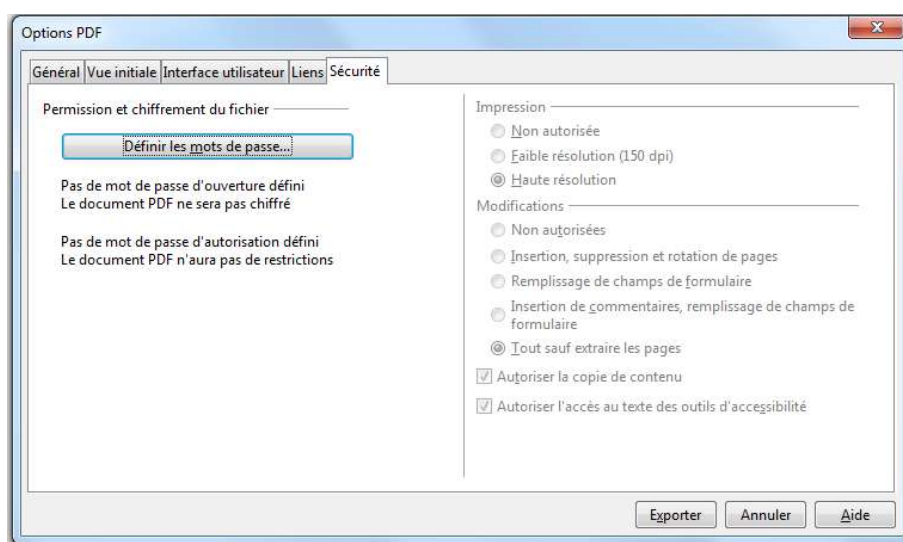 Options PDF
Général
Vue initiale
Interface utilisateur
Liens
Sécurité
Permission et chiffrement du fichier
Définir les mots de passe...
Pas de mot de passe d'ouverture défini
Le document PDF ne sera pas chiffré
Pas de mot de passe d'autorisation défini
Le document PDF n'aura pas de restrictions
Impression
Non autorisée
Faible résolution (150 dpi)
Haute résolution
Modifications
Non autorisées
Insertion, suppression et rotation de pages
Remplissage de champs de formulaire
Insertion de commentaires, remplissage de champs de
formulaire
Tout sauf extraire les pages
Autoriser la copie de contenu
Autoriser l'accès au texte des outils d'accessibilité
Exporter
Annuler
Aide